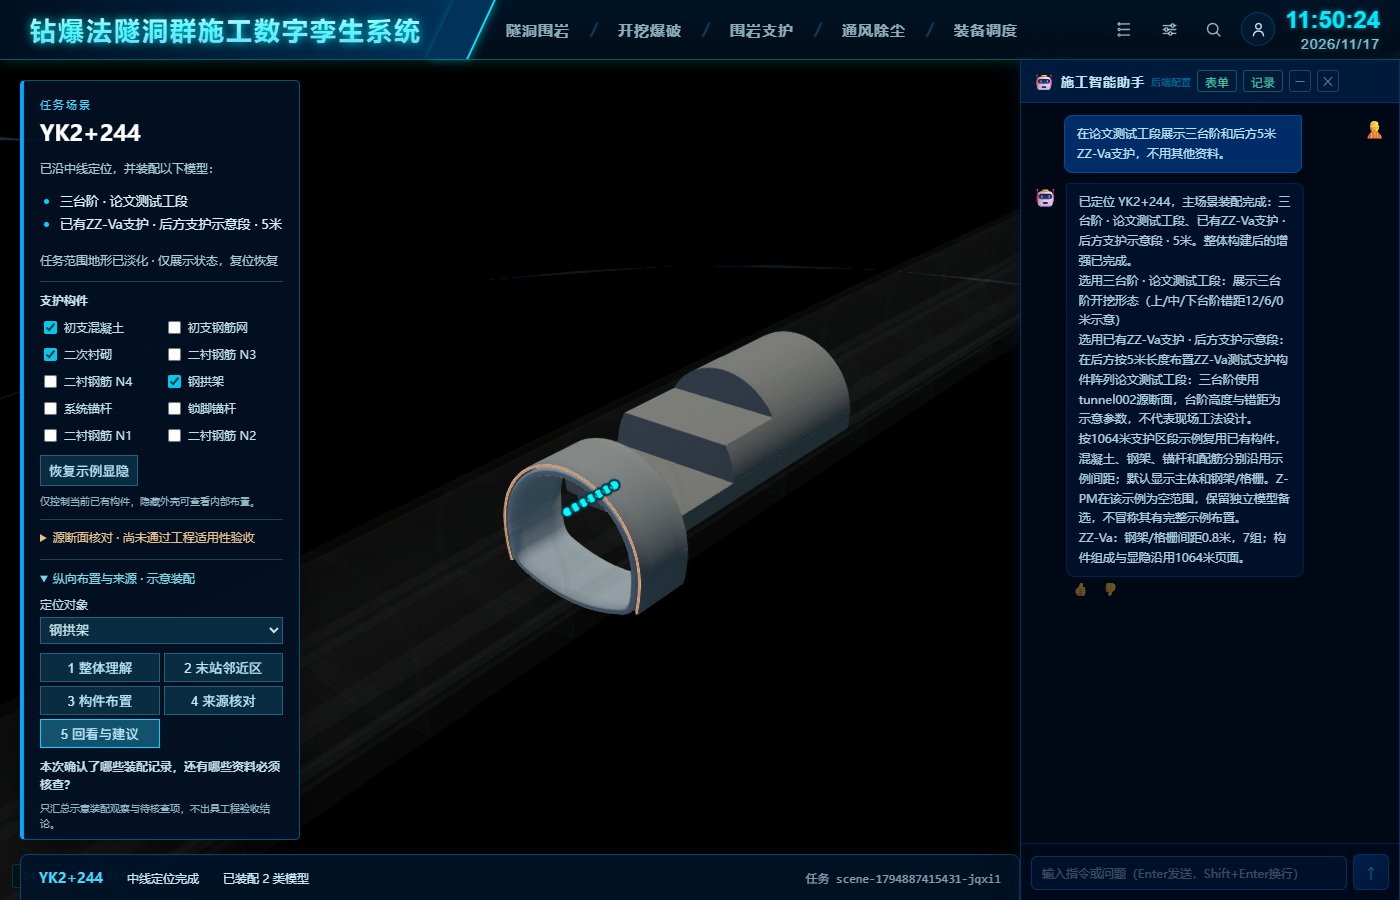 钻爆法隧洞群施工数字孪生系统
隧洞围岩 / 开挖爆破 / 围岩支护 / 通风除尘 / 装备调度
11:50:24
2026/11/17
任务场景
YK2+244
已沿中线定位，并装配以下模型：
三台阶 · 论文测试工段
已有ZZ-Va支护 · 后方支护示意段 · 5米
任务范围地形已淡化 · 仅展示状态，复位恢复
支护构件
初支混凝土 初支钢筋网
二次衬砌 二衬钢筋 N3
二衬钢筋 N4 钢拱架
系统锚杆 锁脚锚杆
二衬钢筋 N1 二衬钢筋 N2
恢复示例显隐
仅控制当前已有构件，隐藏外壳可查看内部布置。
源断面核对 · 尚未通过工程适用性验收
纵向布置与来源 · 示意装配
定位对象
钢拱架
1 整体理解 2 末站邻近区
3 构件布置 4 来源核对
5 回看与建议
本次确认了哪些装配记录，还有哪些资料必须
核查？
只汇总示意装配观察与待核查项，不出具工程验收结
论。
YK2+244 中线定位完成 已装配 2 类模型
任务 scene-1794887415431-jqxi1
施工智能助手 后端配置 表单 记录
在论文测试工段展示三台阶和后方5米
ZZ-Va支护，不用其他资料。
已定位 YK2+244，主场景装配完成：三
台阶 · 论文测试工段、已有ZZ-Va支护 ·
后方支护示意段 · 5米。整体构建后的增
强已完成。
选用三台阶 · 论文测试工段：展示三台
阶开挖形态（上/中/下台阶错距12/6/0
米示意）
选用已有ZZ-Va支护 · 后方支护示意段：
在后方按5米长度布置ZZ-Va测试支护构
件阵列论文测试工段：三台阶使用
tunnel002源断面，台阶高度与错距为
示意参数，不代表现场工法设计。
按1064米支护区段示例复用已有构件，
混凝土、钢架、锚杆和配筋分别沿用示
例间距；默认显示主体和钢架/格栅。Z-
PM在该示例为空范围，保留独立模型备
选，不冒称其有完整示例布置。
ZZ-Va：钢架/格栅间距0.8米，7组；构
件组成与显隐沿用1064米页面。
输入指令或问题（Enter发送，Shift+Enter换行）